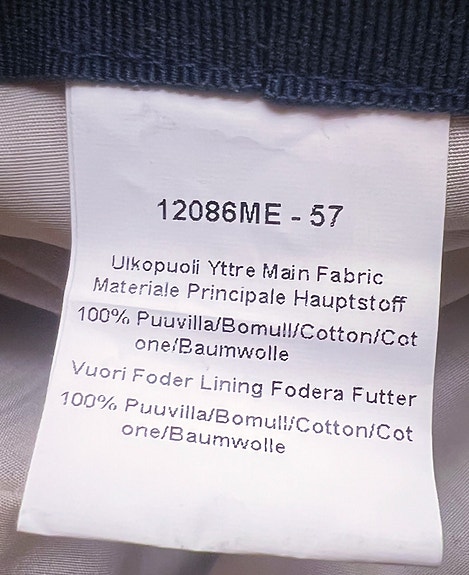 12086ME - 57
Ulkopuoli Yttre Main Fabric
Materiale Principale Hauptstoff
100% Puuvilla/Bomull/Cotton/Cot
one/Baumwolle
Vuori Foder Lining Fodera Futter
100% Puuvilla/Bomull/Cotton/Cot
one/Baumwolle